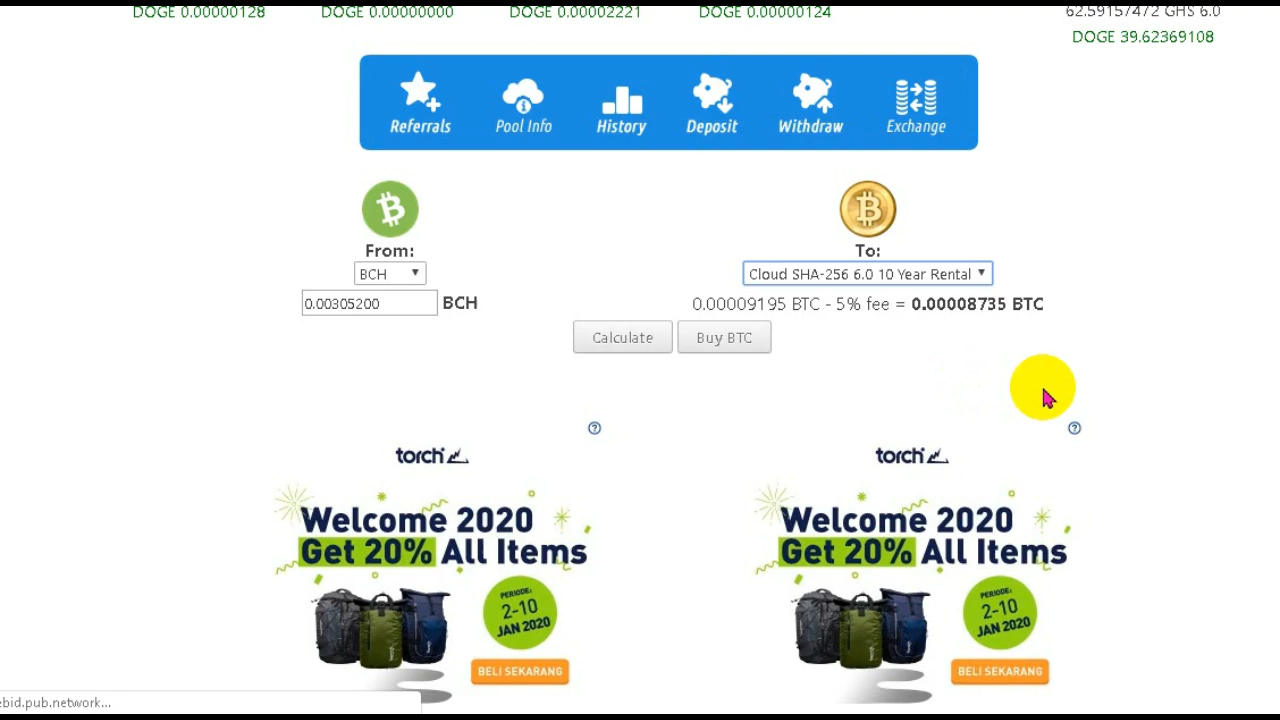 DOGE 0.00000128 DOGE 0.00000000 DOGE 0.00002221 DOGE 0.00000124 62.59157472 GHS 6.0
DOGE 39.62369108
Referrals Pool Info History Deposit Withdraw Exchange
From: To:
BCH Cloud SHA-256 6.0 10 Year Rental
0.00305200 BCH 0.00009195 BTC - 5% fee = 0.00008735 BTC
Calculate Buy BTC
torch torch
Welcome 2020 Welcome 2020
Get 20% All Items Get 20% All Items
PERIODE: PERIODE:
2-10 2-10
JAN 2020 JAN 2020
BELI SEKARANG BELI SEKARANG
ebid.pub.network...